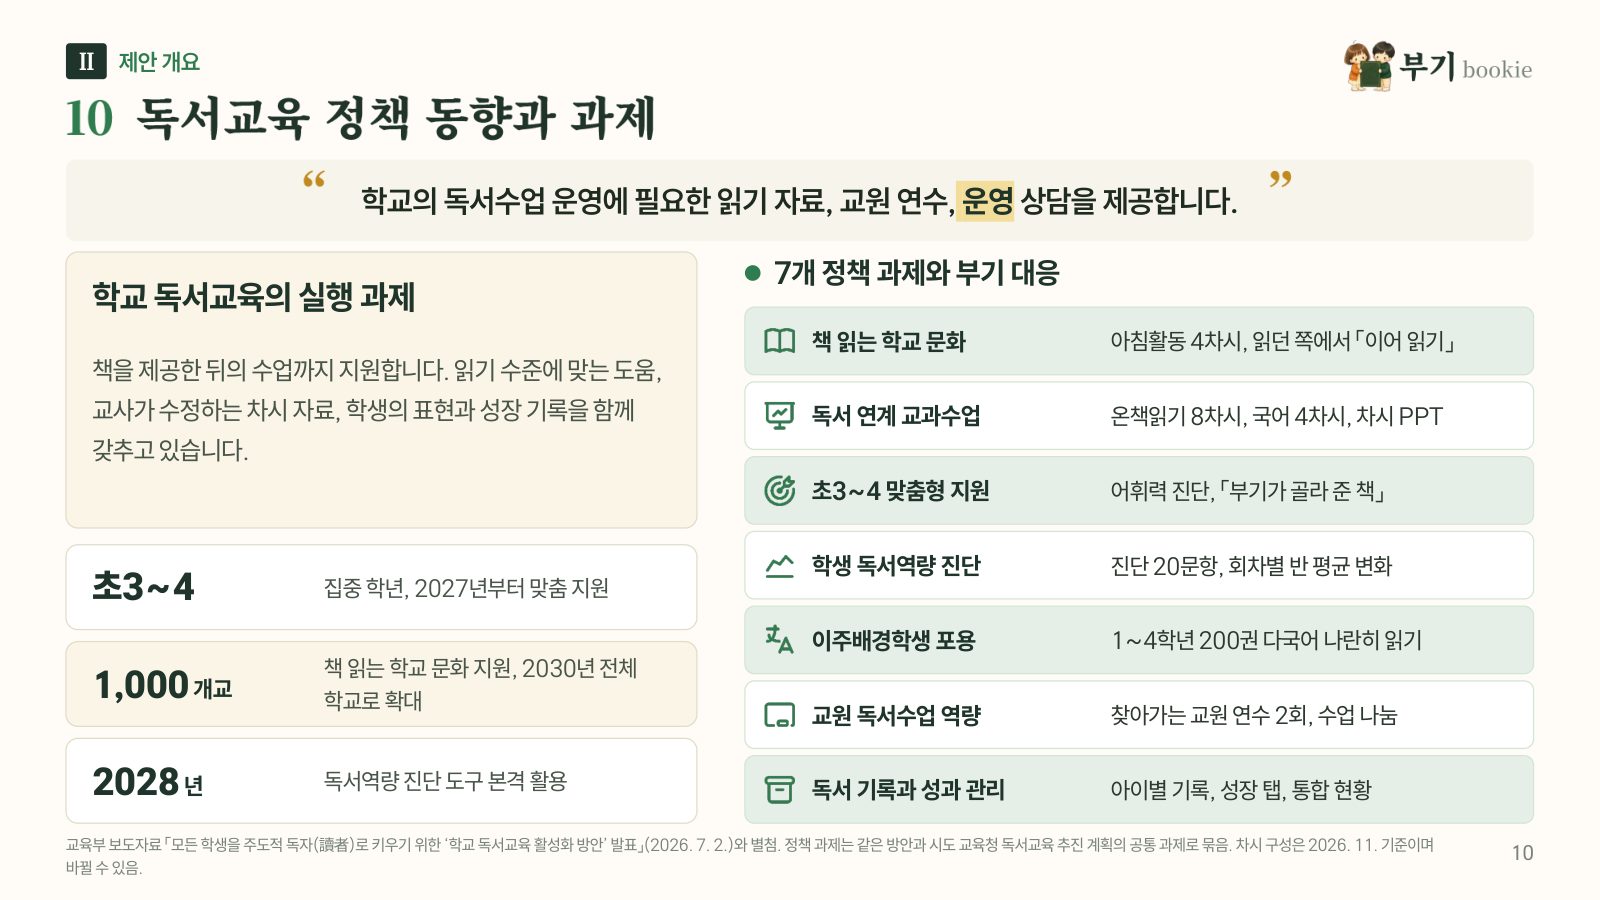 II 제안 개요
부기 bookie
10 독서교육 정책 동향과 과제
“ 학교의 독서수업 운영에 필요한 읽기 자료, 교원 연수, 운영 상담을 제공합니다. ”
학교 독서교육의 실행 과제
책을 제공한 뒤의 수업까지 지원합니다. 읽기 수준에 맞는 도움,
교사가 수정하는 차시 자료, 학생의 표현과 성장 기록을 함께
갖추고 있습니다.
초3~4 집중 학년, 2027년부터 맞춤 지원
1,000 개교 책 읽는 학교 문화 지원, 2030년 전체
학교로 확대
2028 년 독서역량 진단 도구 본격 활용
7개 정책 과제와 부기 대응
책 읽는 학교 문화 아침활동 4차시, 읽던 쪽에서 「이어 읽기」
독서 연계 교과수업 온책읽기 8차시, 국어 4차시, 차시 PPT
초3~4 맞춤형 지원 어휘력 진단, 「부기가 골라 준 책」
학생 독서역량 진단 진단 20문항, 회차별 반 평균 변화
이주배경학생 포용 1~4학년 200권 다국어 나란히 읽기
교원 독서수업 역량 찾아가는 교원 연수 2회, 수업 나눔
독서 기록과 성과 관리 아이별 기록, 성장 탭, 통합 현황
교육부 보도자료 「모든 학생을 주도적 독자(讀者)로 키우기 위한 ‘학교 독서교육 활성화 방안’ 발표」(2026. 7. 2.)와 별첨. 정책 과제는 같은 방안과 시도 교육청 독서교육 추진 계획의 공통 과제로 묶음. 차시 구성은 2026. 11. 기준이며
바뀔 수 있음.
10